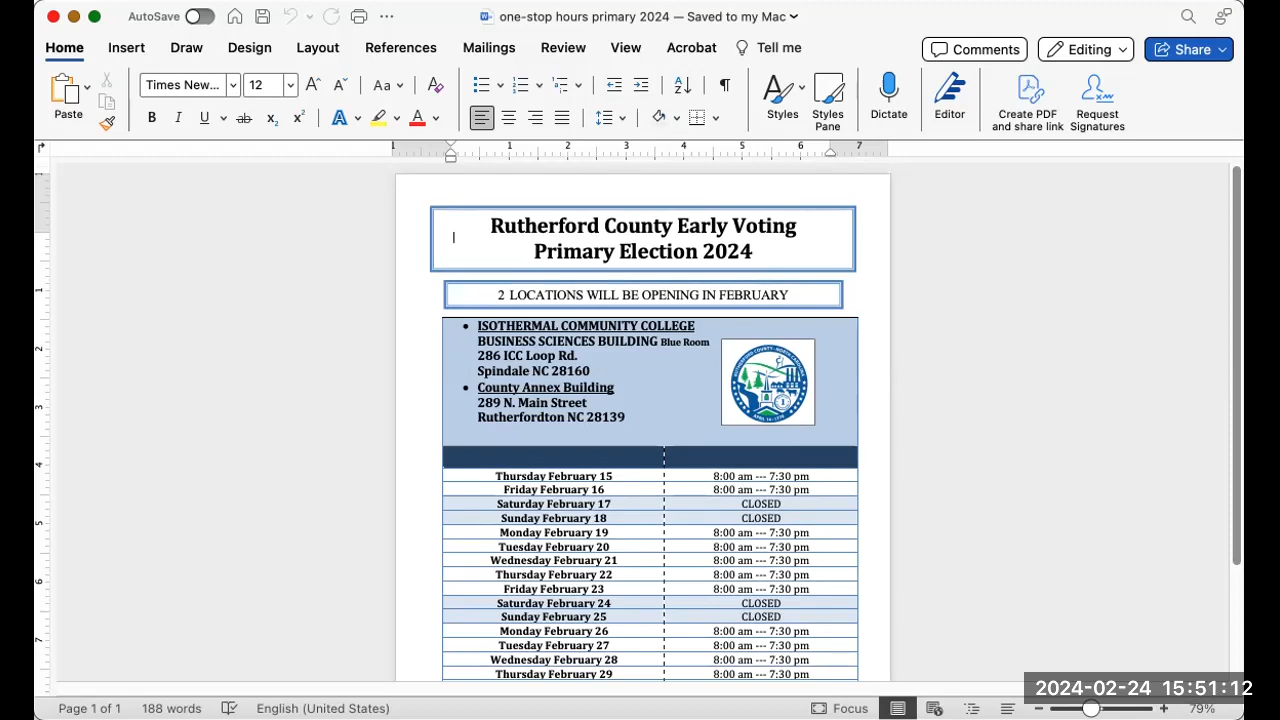 AutoSave
one-stop hours primary 2024 — Saved to my Mac
Home Insert Draw Design Layout References Mailings Review View Acrobat Tell me
Comments Editing Share
Paste
Times New... 12
Styles
Styles Pane
Dictate
Editor
Create PDF and share link
Request Signatures
1 1 2 3 4 5 6 7
Rutherford County Early Voting
Primary Election 2024
2 LOCATIONS WILL BE OPENING IN FEBRUARY
• ISOTHERMAL COMMUNITY COLLEGE
BUSINESS SCIENCES BUILDING Blue Room
286 ICC Loop Rd.
Spindale NC 28160
• County Annex Building
289 N. Main Street
Rutherfordton NC 28139
Thursday February 15 8:00 am --- 7:30 pm
Friday February 16 8:00 am --- 7:30 pm
Saturday February 17 CLOSED
Sunday February 18 CLOSED
Monday February 19 8:00 am --- 7:30 pm
Tuesday February 20 8:00 am --- 7:30 pm
Wednesday February 21 8:00 am --- 7:30 pm
Thursday February 22 8:00 am --- 7:30 pm
Friday February 23 8:00 am --- 7:30 pm
Saturday February 24 CLOSED
Sunday February 25 CLOSED
Monday February 26 8:00 am --- 7:30 pm
Tuesday February 27 8:00 am --- 7:30 pm
Wednesday February 28 8:00 am --- 7:30 pm
Thursday February 29 8:00 am --- 7:30 pm
2024-02-24 15:51:12
Page 1 of 1 188 words English (United States) Focus 79%